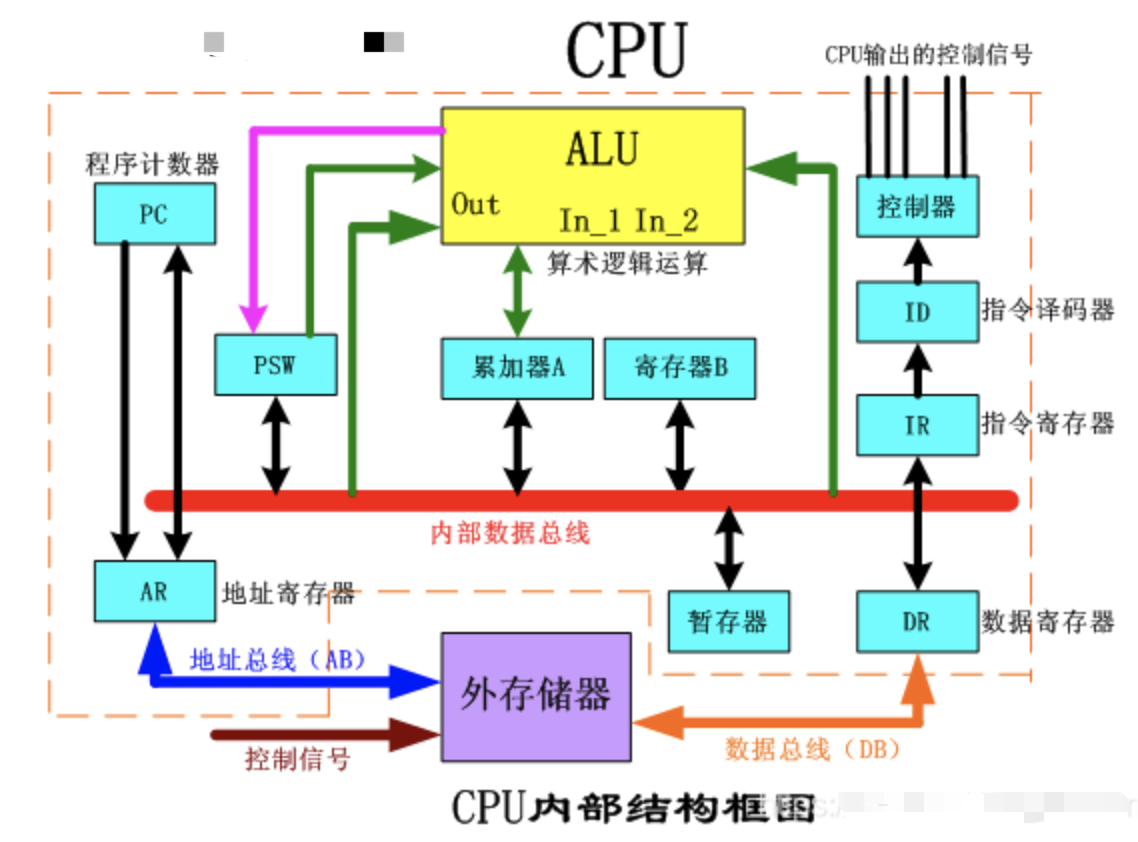 CPU
CPU输出的控制信号
程序计数器
PC
ALU
Out
In_1 In_2
算术逻辑运算
控制器
ID
指令译码器
PSW
累加器A
寄存器B
IR
指令寄存器
内部数据总线
AR
地址寄存器
暂存器
DR
数据寄存器
地址总线（AB）
外存储器
控制信号
数据总线（DB）
CPU内部结构框图